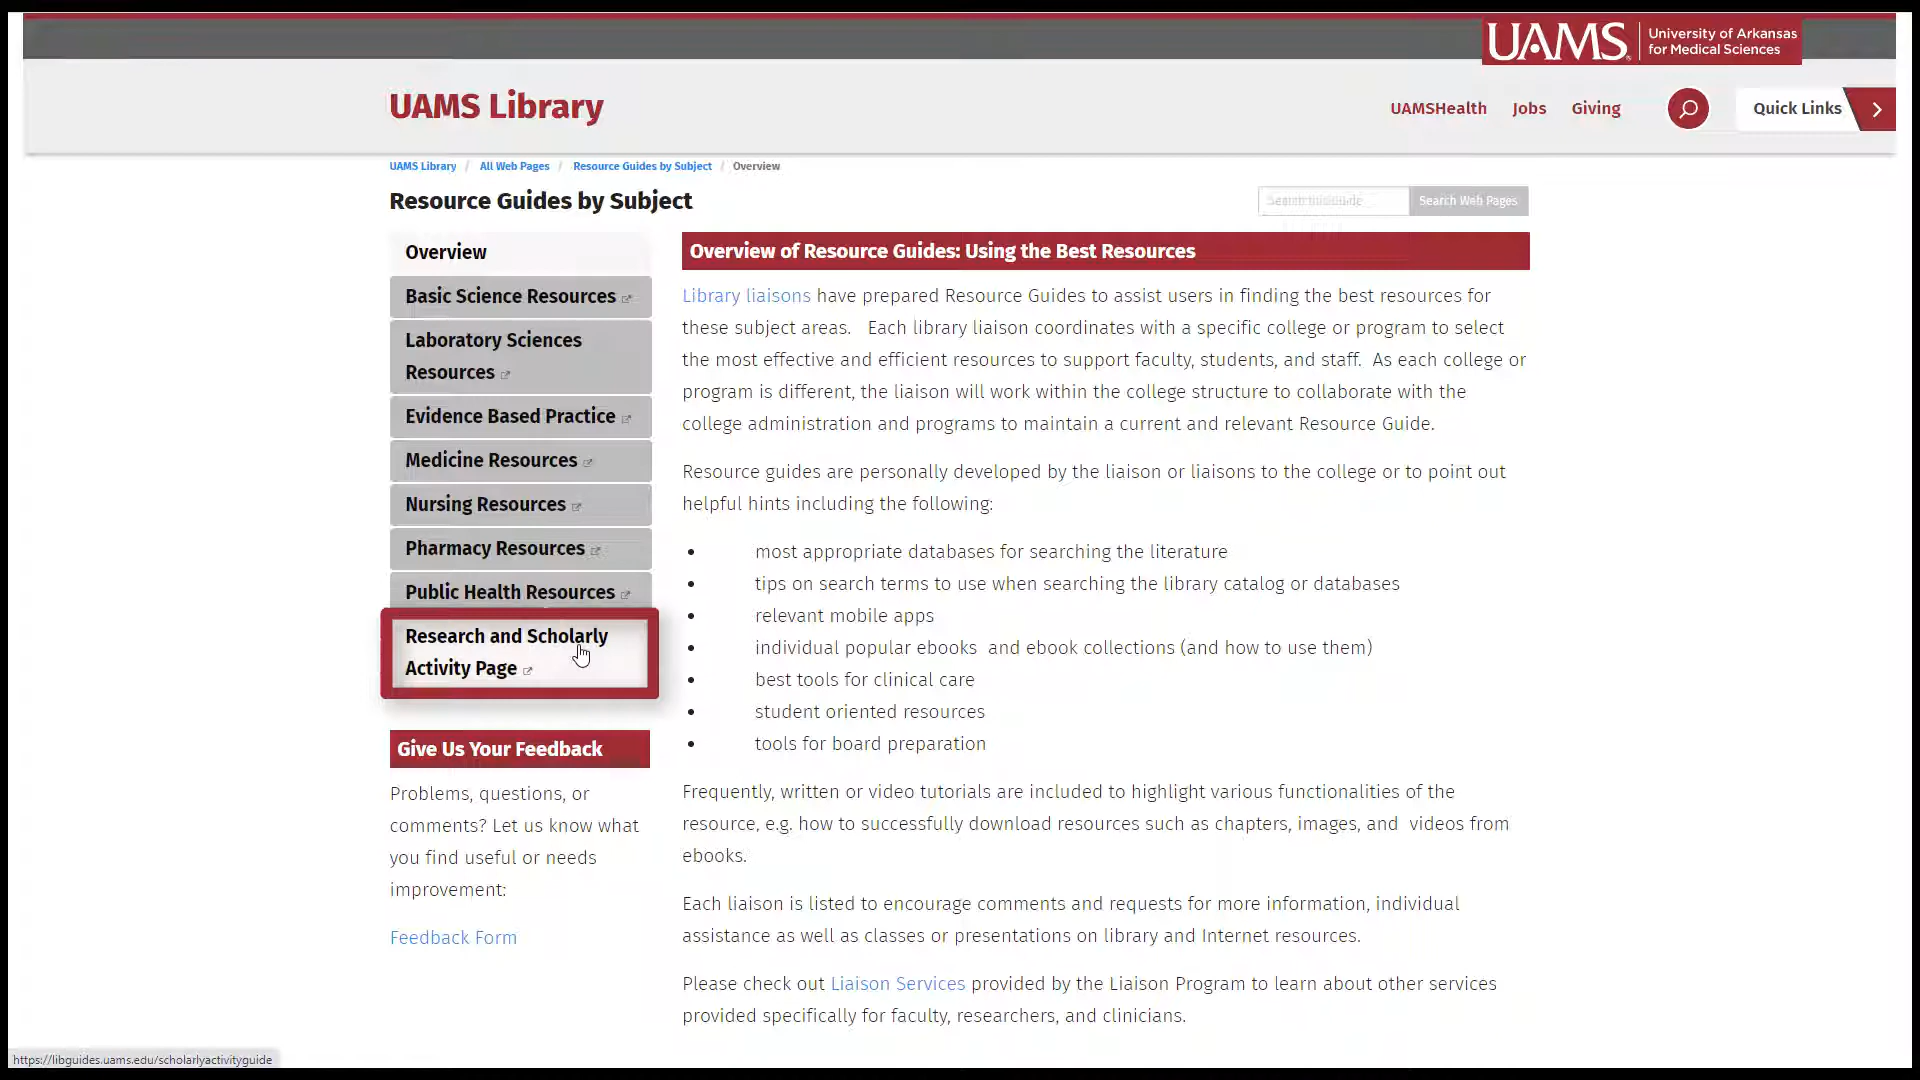 UAMS University of Arkansas
for Medical Sciences
UAMS Library
UAMSHealth Jobs Giving Quick Links
UAMS Library / All Web Pages / Resource Guides by Subject / Overview
Resource Guides by Subject
Search Web Pages
Overview
Basic Science Resources
Laboratory Sciences
Resources
Evidence Based Practice
Medicine Resources
Nursing Resources
Pharmacy Resources
Public Health Resources
Research and Scholarly
Activity Page
Give Us Your Feedback
Problems, questions, or
comments? Let us know what
you find useful or needs
improvement:
Feedback Form
Overview of Resource Guides: Using the Best Resources
Library liaisons have prepared Resource Guides to assist users in finding the best resources for
these subject areas. Each library liaison coordinates with a specific college or program to select
the most effective and efficient resources to support faculty, students, and staff. As each college or
program is different, the liaison will work within the college structure to collaborate with the
college administration and programs to maintain a current and relevant Resource Guide.
Resource guides are personally developed by the liaison or liaisons to the college or to point out
helpful hints including the following:
• most appropriate databases for searching the literature
• tips on search terms to use when searching the library catalog or databases
• relevant mobile apps
• individual popular ebooks and ebook collections (and how to use them)
• best tools for clinical care
• student oriented resources
• tools for board preparation
Frequently, written or video tutorials are included to highlight various functionalities of the
resource, e.g. how to successfully download resources such as chapters, images, and videos from
ebooks.
Each liaison is listed to encourage comments and requests for more information, individual
assistance as well as classes or presentations on library and Internet resources.
Please check out Liaison Services provided by the Liaison Program to learn about other services
provided specifically for faculty, researchers, and clinicians.
https://libguides.uams.edu/scholarlyactivityguide